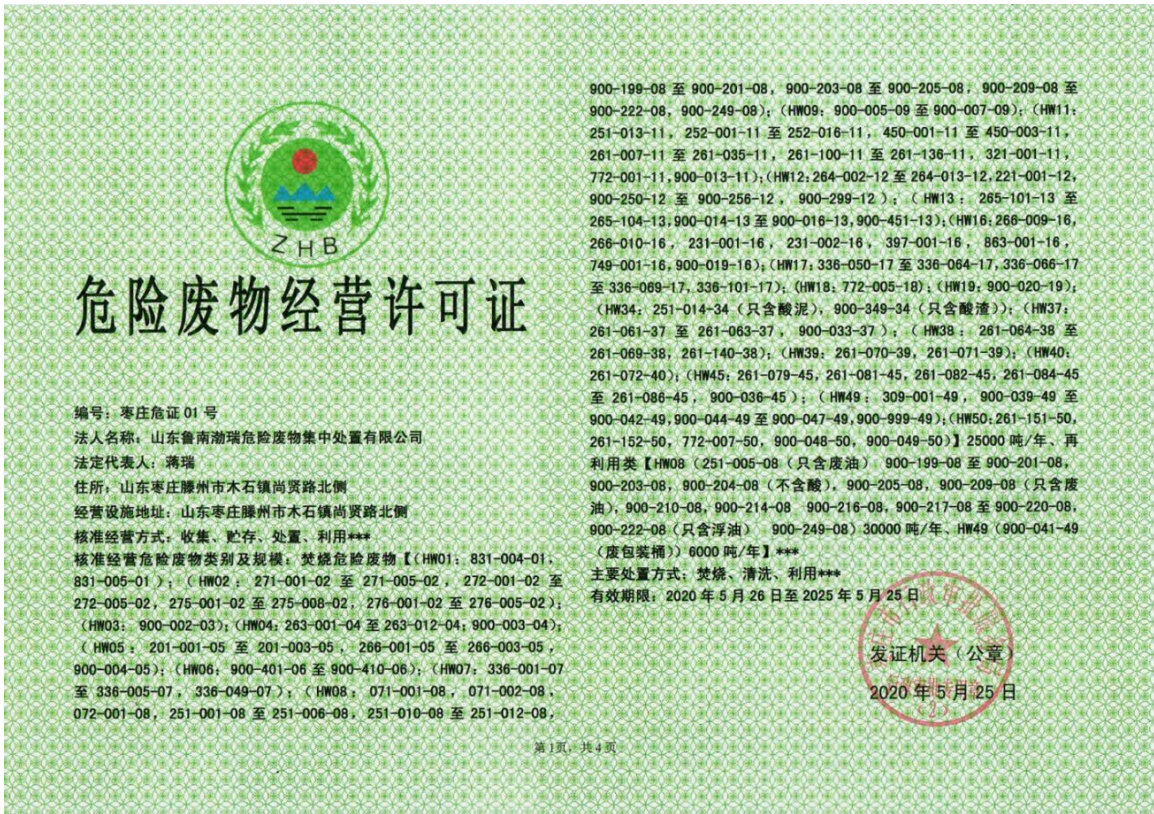 ZHB
危险废物经营许可证
编号：枣庄危证 01 号
法人名称：山东鲁南渤瑞危险废物集中处置有限公司
法定代表人：蒋瑞
住所：山东枣庄滕州市木石镇尚贤路北侧
经营设施地址：山东枣庄滕州市木石镇尚贤路北侧
核准经营方式：收集、贮存、处置、利用***
核准经营危险废物类别及规模：焚烧危险废物【（HW01：831-004-01，
831-005-01）；（HW02：271-001-02 至 271-005-02，272-001-02 至
272-005-02，275-001-02 至 275-008-02，276-001-02 至 276-005-02）；
（HW03：900-002-03）；（HW04：263-001-04 至 263-012-04；900-003-04）；
（HW05：201-001-05 至 201-003-05，266-001-05 至 266-003-05，
900-004-05）；（HW06：900-401-06 至 900-410-06）；（HW07：336-001-07
至 336-005-07，336-049-07）；（HW08：071-001-08，071-002-08，
072-001-08，251-001-08 至 251-006-08，251-010-08 至 251-012-08，
900-199-08 至 900-201-08，900-203-08 至 900-205-08，900-209-08 至
900-222-08，900-249-08）；（HW09：900-005-09 至 900-007-09）；（HW11：
251-013-11，252-001-11 至 252-016-11，450-001-11 至 450-003-11，
261-007-11 至 261-035-11，261-100-11 至 261-136-11，321-001-11，
772-001-11,900-013-11）；（HW12：264-002-12 至 264-013-12,221-001-12，
900-250-12 至 900-256-12，900-299-12）；（HW13：265-101-13 至
265-104-13,900-014-13 至 900-016-13,900-451-13）；（HW16：266-009-16，
266-010-16，231-001-16，231-002-16，397-001-16，863-001-16，
749-001-16,900-019-16）；（HW17：336-050-17 至 336-064-17,336-066-17
至 336-069-17,336-101-17）；（HW18：772-005-18）；（HW19：900-020-19）；
（HW34：251-014-34（只含酸泥），900-349-34（只含酸渣））；（HW37：
261-061-37 至 261-063-37，900-033-37）；（HW38：261-064-38 至
261-069-38，261-140-38）；（HW39：261-070-39，261-071-39）；（HW40：
261-072-40）；（HW45：261-079-45，261-081-45，261-082-45，261-084-45
至 261-086-45，900-036-45）；（HW49：309-001-49，900-039-49 至
900-042-49,900-044-49 至 900-047-49,900-999-49）；（HW50：261-151-50，
261-152-50，772-007-50，900-048-50，900-049-50）】25000 吨/年、再
利用类【HW08（251-005-08（只含废油） 900-199-08 至 900-201-08，
900-203-08，900-204-08（不含酸），900-205-08，900-209-08（只含废
油），900-210-08，900-214-08 900-216-08，900-217-08 至 900-220-08，
900-222-08（只含浮油） 900-249-08）30000 吨/年、HW49（900-041-49
（废包装桶））6000 吨/年】***
主要处置方式：焚烧、清洗、利用***
有效期限：2020 年 5 月 26 日至 2025 年 5 月 25 日
发证机关（公章）
2020 年 5 月 25 日
第 1 页，共 4 页